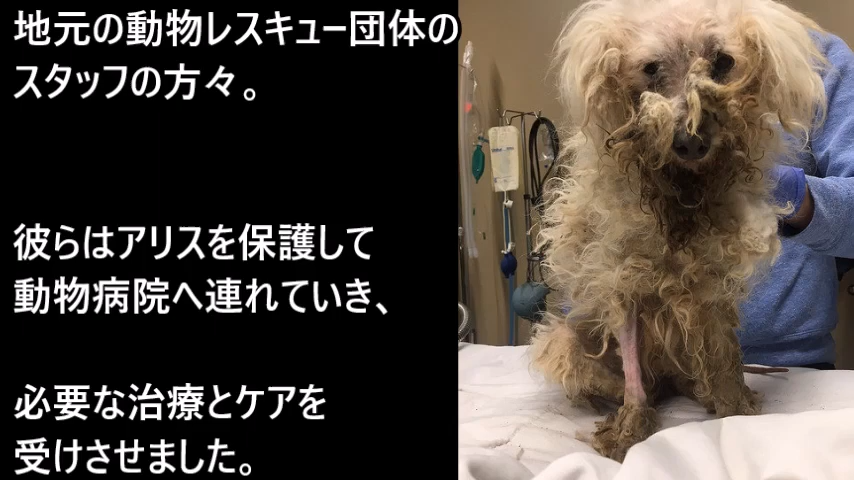 地元の動物レスキュー団体の
スタッフの方々。
彼らはアリスを保護して
動物病院へ連れていき、
必要な治療とケアを
受けさせました。